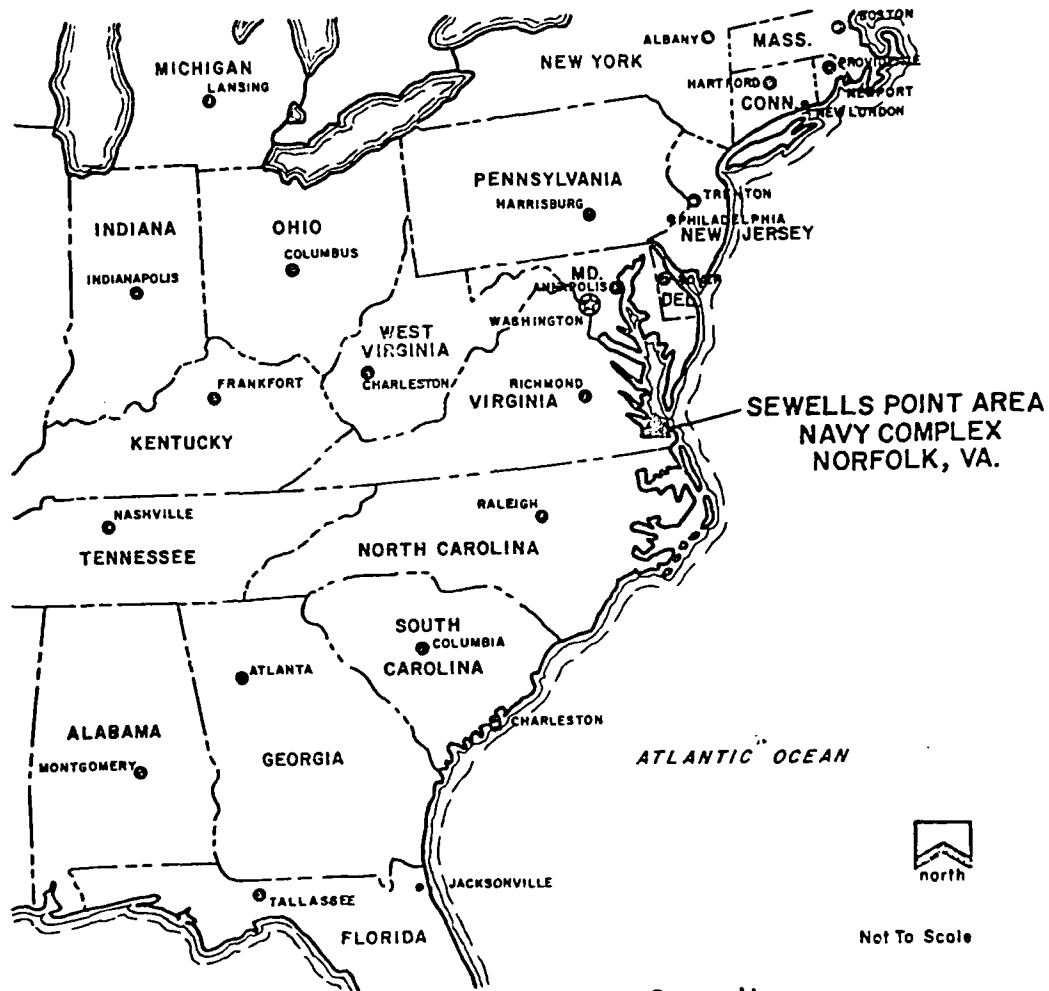 BOSTON
ALBANY
MASS.
NEW YORK
MICHIGAN
LANSING
HARTFORD
NEWPORT
CONN.
NEW LONDON
PENNSYLVANIA
HARRISBURG
TRENTON
PHILADELPHIA
NEW JERSEY
INDIANA
OHIO
COLUMBUS
INDIANAPOLIS
MD.
ANNAPOLIS
DEL.
WASHINGTON
WEST
VIRGINIA
CHARLESTON
FRANKFORT
RICHMOND
VIRGINIA
KENTUCKY
SEWELLS POINT AREA
NAVY COMPLEX
NORFOLK, VA.
NASHVILLE
TENNESSEE
RALEIGH
NORTH CAROLINA
SOUTH
COLUMBIA
CAROLINA
ATLANTA
CHARLESTON
ALABAMA
MONTGOMERY
GEORGIA
ATLANTIC OCEAN
north
JACKSONVILLE
TALLASSEE
FLORIDA
Not To Scale